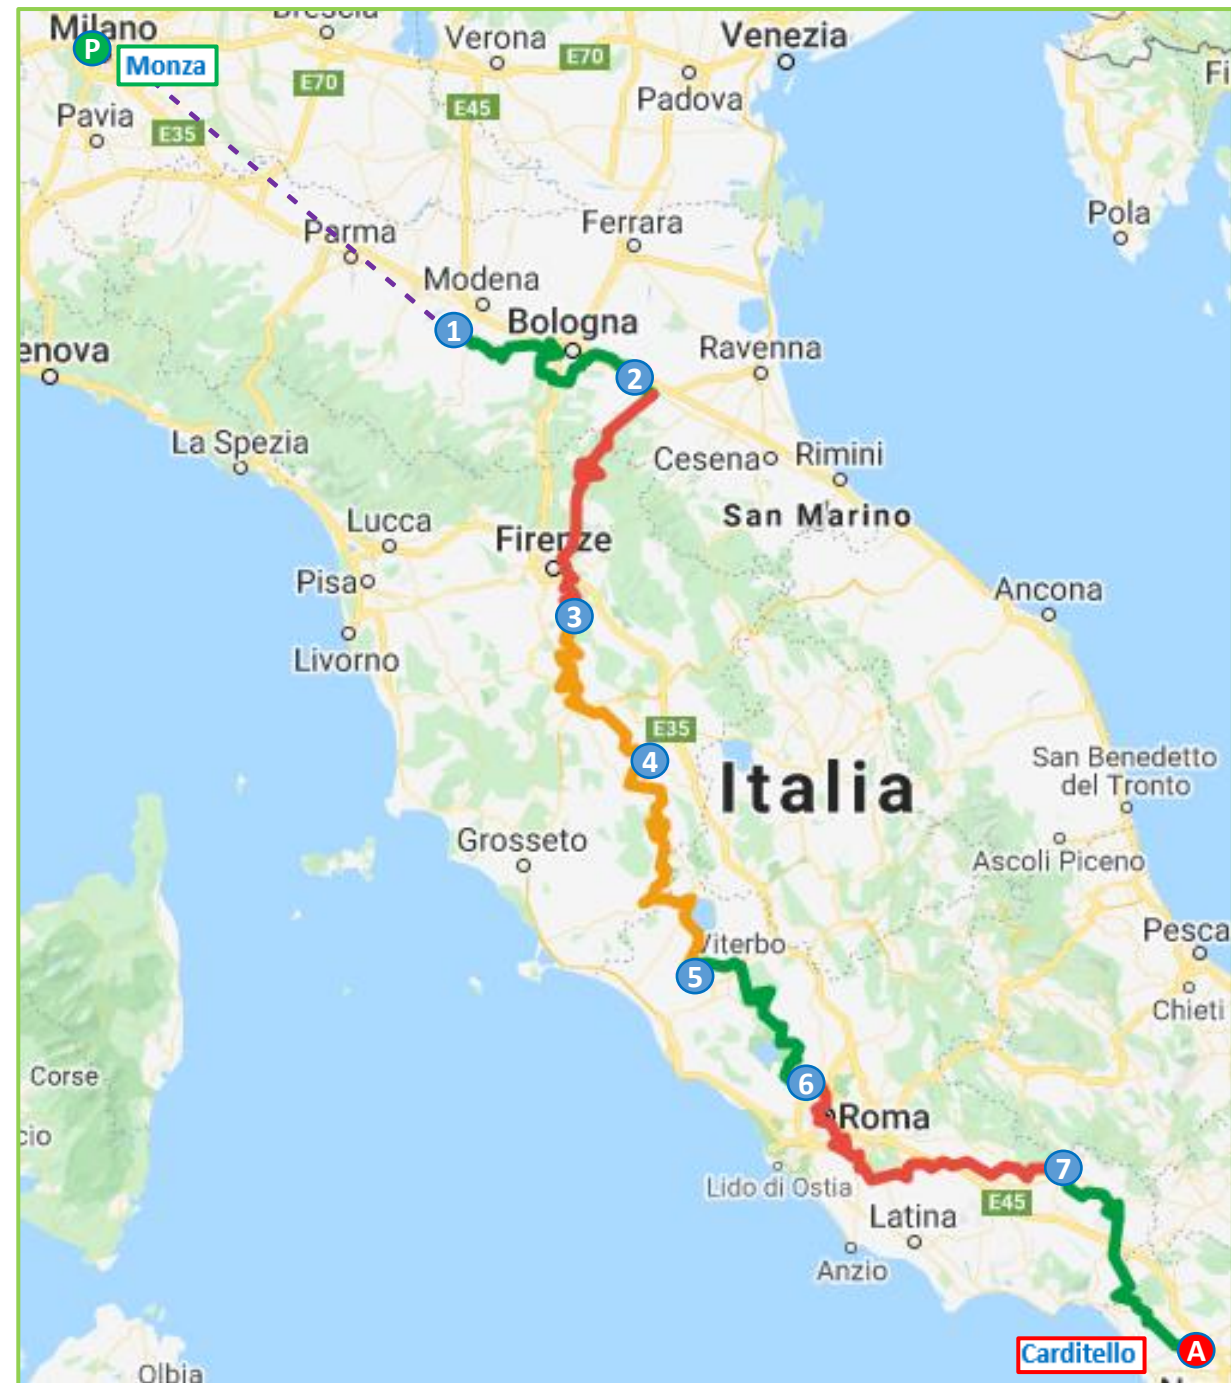 Milano
Brescia
Verona
Venezia
P
Monza
E70
E70
Fi
Padova
E45
Pavia
E35
Pola
Parma
Ferrara
Modena
1
Bologna
enova
2
Ravenna
La Spezia
Cesena
Rimini
San Marino
Lucca
Firenze
Pisa
Ancona
3
Livorno
E35
4
Italia
San Benedetto
del Tronto
Grosseto
Ascoli Piceno
Viterbo
Pesca
5
Chieti
Corse
6
cio
Roma
7
Lido di Ostia
E45
Latina
Anzio
Carditello
A
Olbia